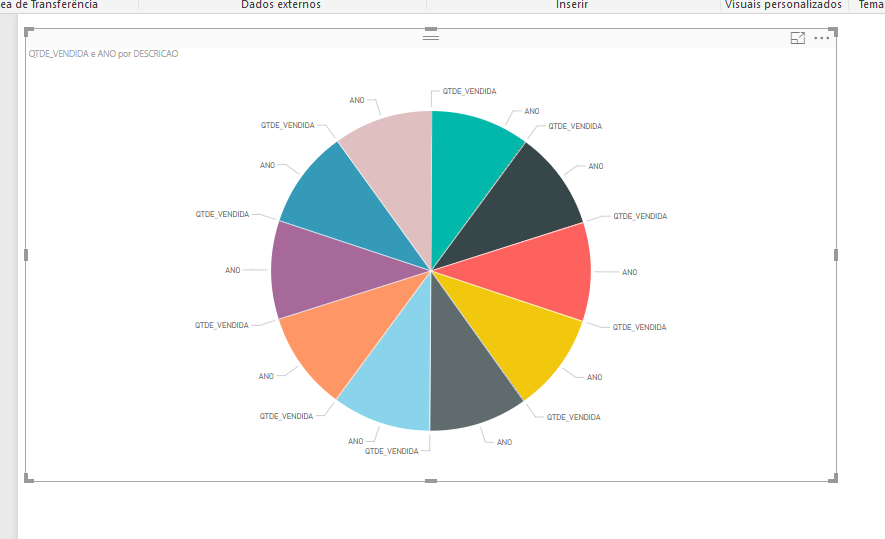 ea de Transferência Dados externos Inserir Visuais personalizados Tema
QTDE_VENDIDA e ANO por DESCRICAO
QTDE_VENDIDA
ANO
ANO
QTDE_VENDIDA
QTDE_VENDIDA
ANO
ANO
QTDE_VENDIDA
QTDE_VENDIDA
ANO
ANO
QTDE_VENDIDA
QTDE_VENDIDA
ANO
ANO
QTDE_VENDIDA
QTDE_VENDIDA
ANO
ANO
QTDE_VENDIDA